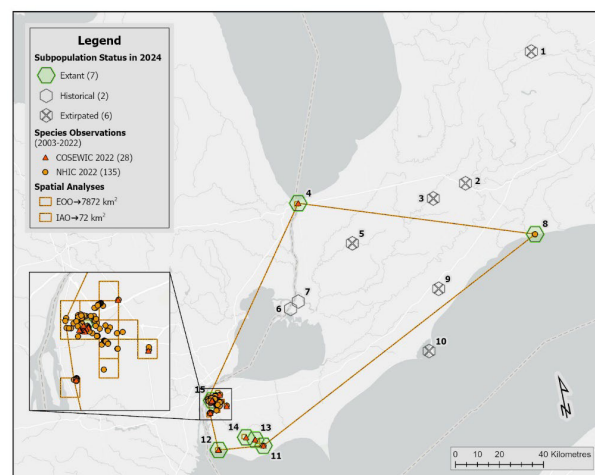 Legend
Subpopulation Status in 2024
Extant (7)
Historical (2)
Extirpated (6)
Species Observations
(2003-2022)
COSEWIC 2022 (28)
NHIC 2022 (135)
Spatial Analyses
EOO→7872 km²
IAO→72 km²
1
2
3
4
5
8
7
6
9
10
15
14
13
12
11
N
0 10 20 40 Kilometres